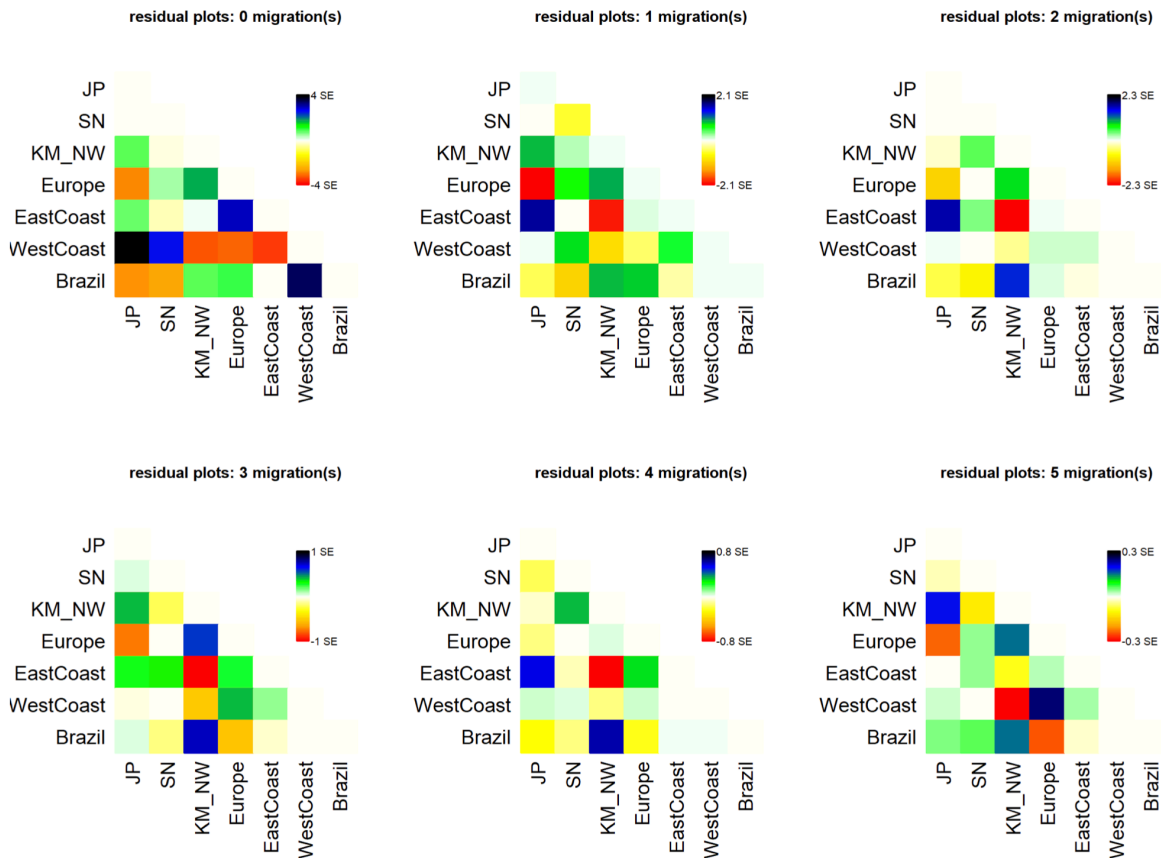 residual plots: 0 migration(s)
4 SE
-4 SE
JP
SN
KM_NW
Europe
EastCoast
WestCoast
Brazil
JP
SN
KM_NW
Europe
EastCoast
WestCoast
Brazil
residual plots: 1 migration(s)
2.1 SE
-2.1 SE
JP
SN
KM_NW
Europe
EastCoast
WestCoast
Brazil
JP
SN
KM_NW
Europe
EastCoast
WestCoast
Brazil
residual plots: 2 migration(s)
2.3 SE
-2.3 SE
JP
SN
KM_NW
Europe
EastCoast
WestCoast
Brazil
JP
SN
KM_NW
Europe
EastCoast
WestCoast
Brazil
residual plots: 3 migration(s)
1 SE
-1 SE
JP
SN
KM_NW
Europe
EastCoast
WestCoast
Brazil
JP
SN
KM_NW
Europe
EastCoast
WestCoast
Brazil
residual plots: 4 migration(s)
0.8 SE
-0.8 SE
JP
SN
KM_NW
Europe
EastCoast
WestCoast
Brazil
JP
SN
KM_NW
Europe
EastCoast
WestCoast
Brazil
residual plots: 5 migration(s)
0.3 SE
-0.3 SE
JP
SN
KM_NW
Europe
EastCoast
WestCoast
Brazil
JP
SN
KM_NW
Europe
EastCoast
WestCoast
Brazil